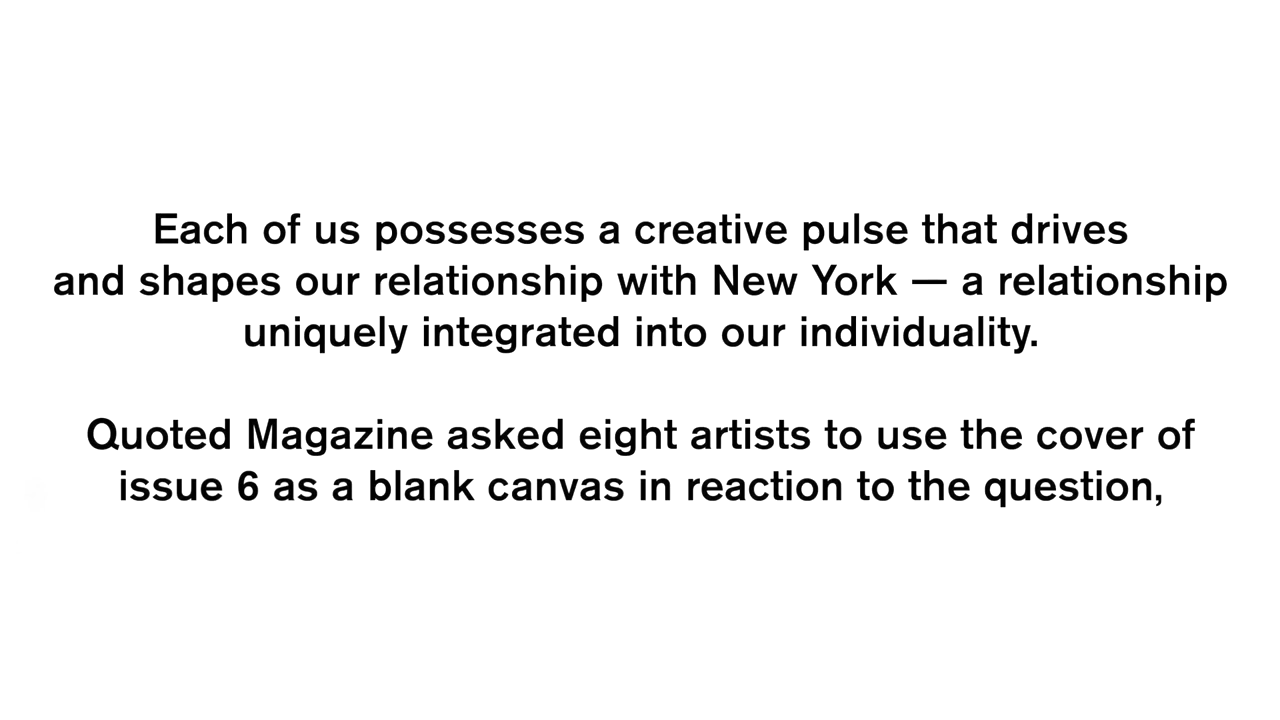 Each of us possesses a creative pulse that drives
and shapes our relationship with New York — a relationship
uniquely integrated into our individuality.
Quoted Magazine asked eight artists to use the cover of
issue 6 as a blank canvas in reaction to the question,